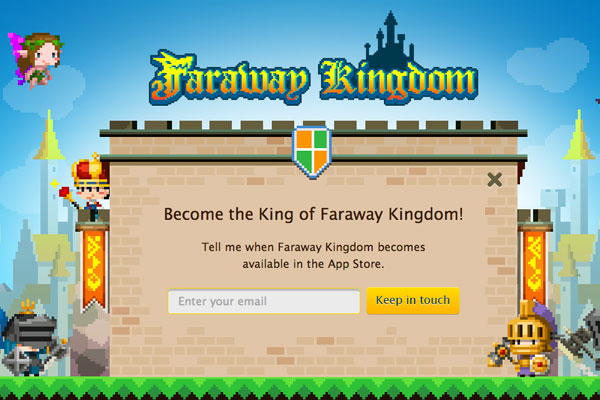 Faraway Kingdom
Become the King of Faraway Kingdom!
Tell me when Faraway Kingdom becomes
available in the App Store.
Enter your email
Keep in touch